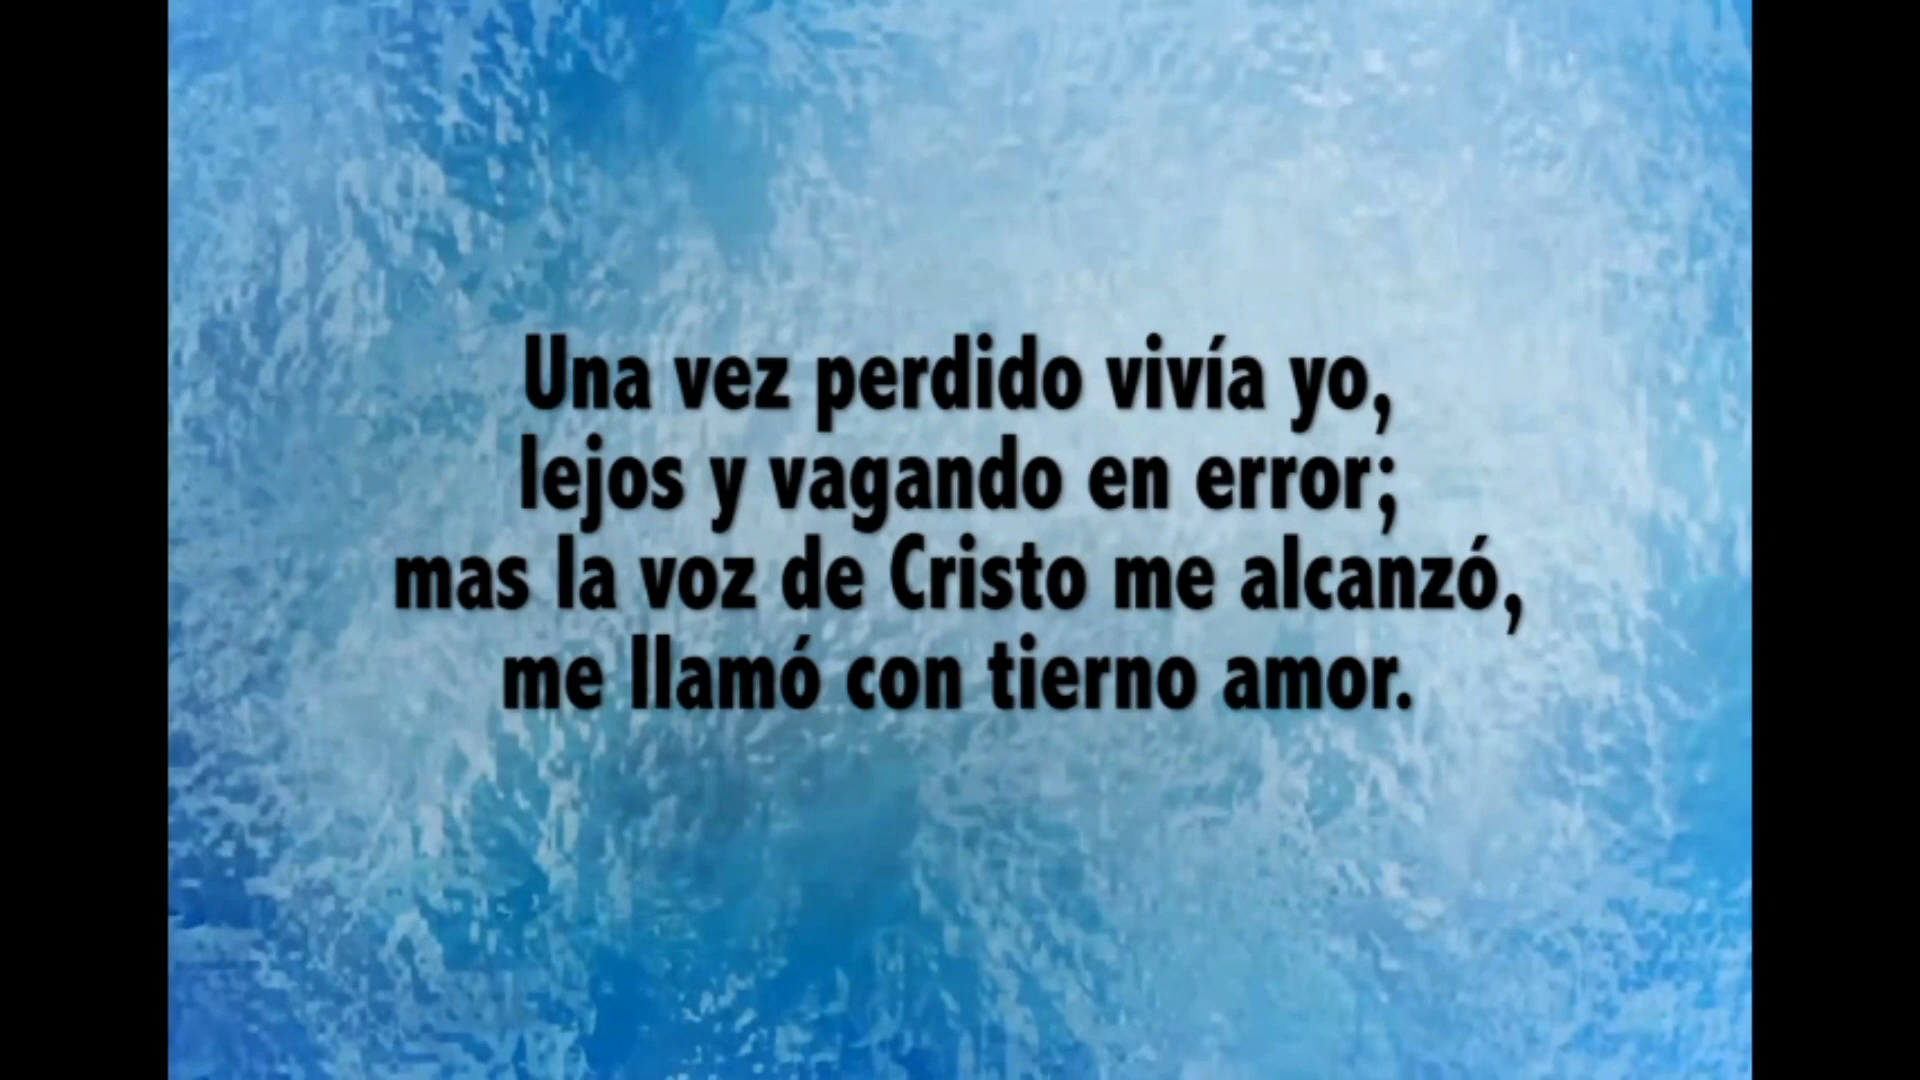 Una vez perdido vivía yo,
lejos y vagando en error;
mas la voz de Cristo me alcanzó,
me llamó con tierno amor.